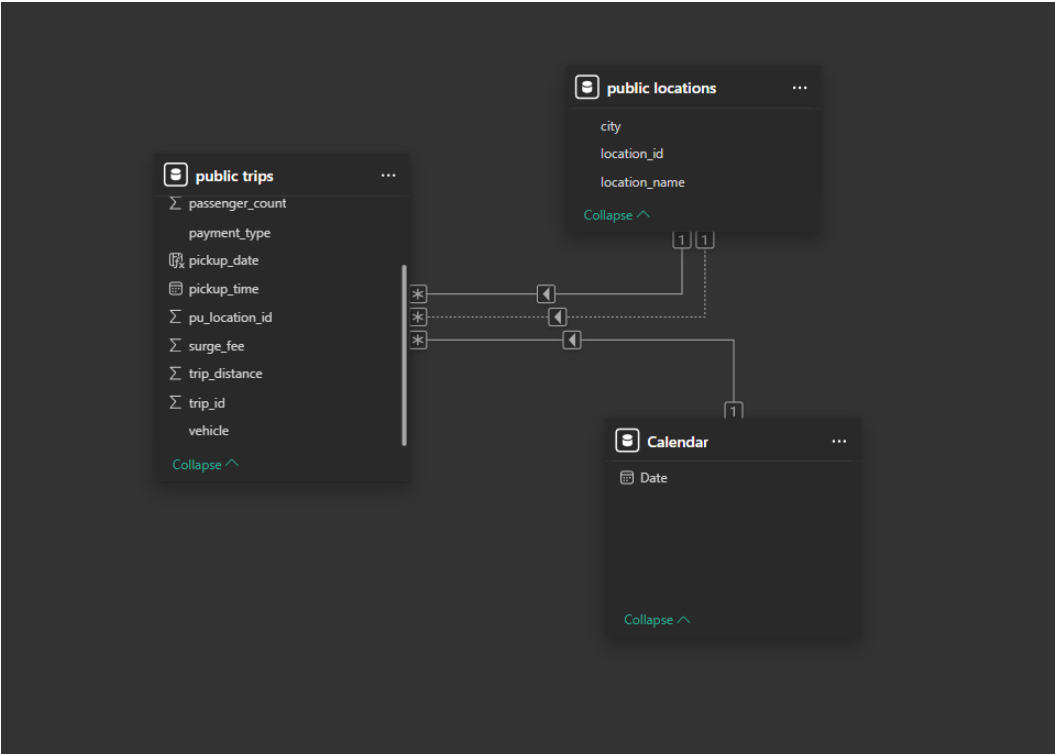 public locations
city
location_id
location_name
Collapse
1 1
public trips
passenger_count
payment_type
pickup_date
pickup_time
pu_location_id
surge_fee
trip_distance
trip_id
vehicle
Collapse
*
*
*
1
Calendar
Date
Collapse